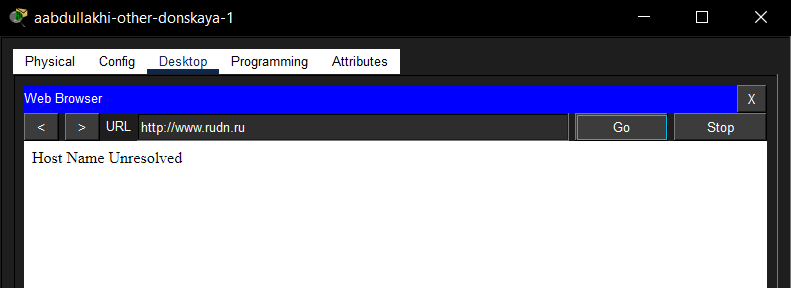 aabdullakhi-other-donskaya-1
Physical Config Desktop Programming Attributes
Web Browser X
< > URL http://www.rudn.ru Go Stop
Host Name Unresolved